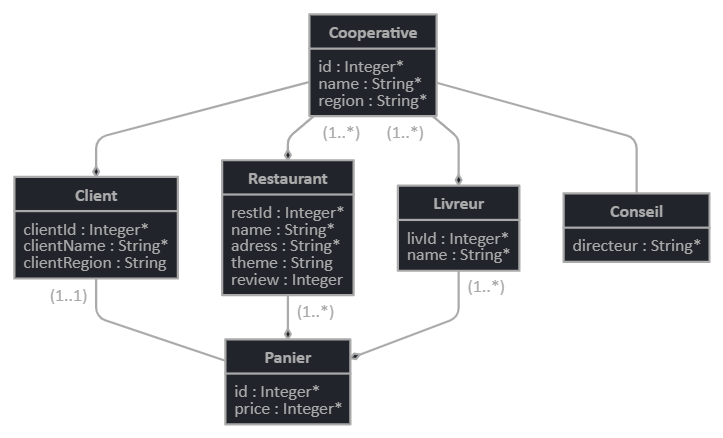 Cooperative
id : Integer*
name : String*
region : String*
(1..*)
(1..*)
Client
clientId : Integer*
clientName : String*
clientRegion : String
Restaurant
restId : Integer*
name : String*
adress : String*
theme : String
review : Integer
Livreur
livId : Integer*
name : String*
Conseil
directeur : String*
(1..1)
(1..*)
(1..*)
Panier
id : Integer*
price : Integer*